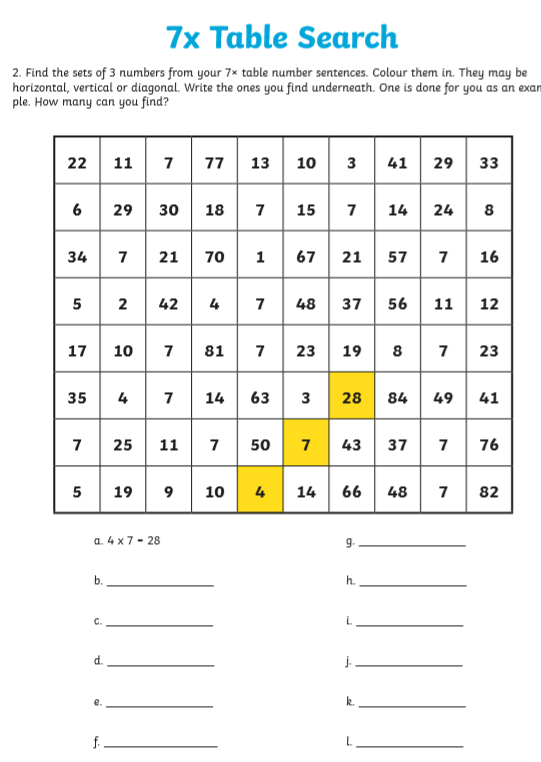 7x Table Search
2. Find the sets of 3 numbers from your 7× table number sentences. Colour them in. They may be
horizontal, vertical or diagonal. Write the ones you find underneath. One is done for you as an exam
ple. How many can you find?
22 11 7 77 13 10 3 41 29 33
6 29 30 18 7 15 7 14 24 8
34 7 21 70 1 67 21 57 7 16
5 2 42 4 7 48 37 56 11 12
17 10 7 81 7 23 19 8 7 23
35 4 7 14 63 3 28 84 49 41
7 25 11 7 50 7 43 37 7 76
5 19 9 10 4 14 66 48 7 82
a. 4 x 7 = 28 g.
b. h.
c. i.
d. j.
e. k.
f. l.